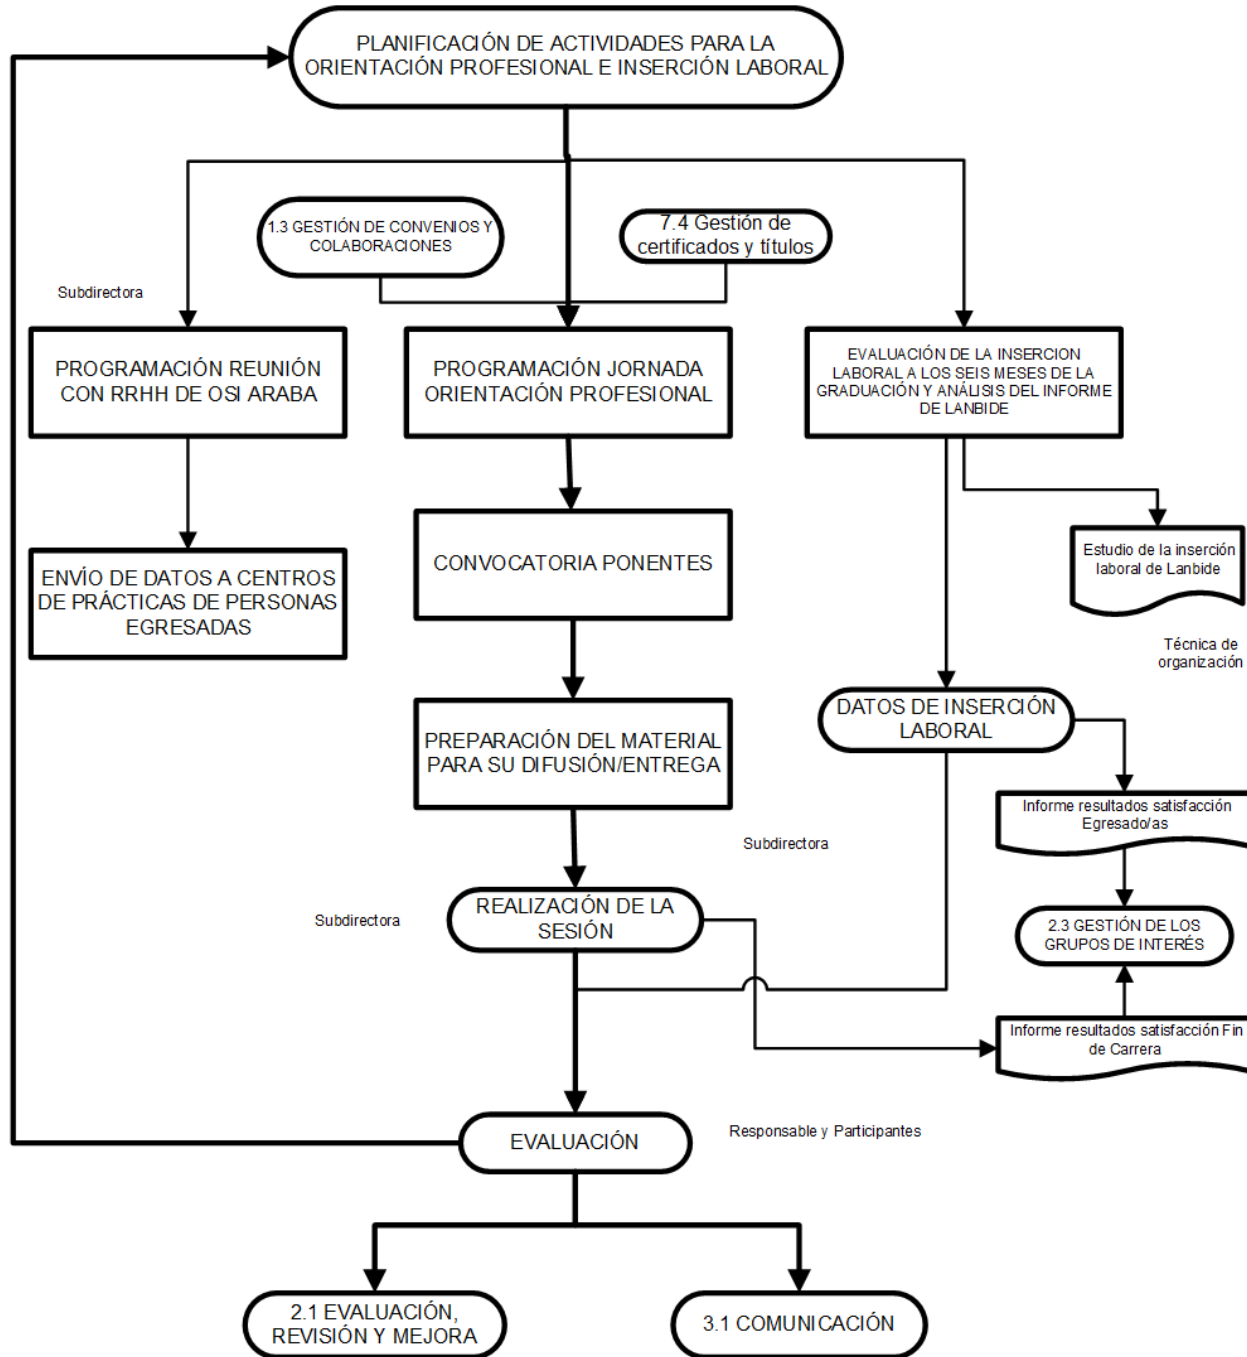 PLANIFICACIÓN DE ACTIVIDADES PARA LA
ORIENTACIÓN PROFESIONAL E INSERCIÓN LABORAL
1.3 GESTIÓN DE CONVENIOS Y
COLABORACIONES
7.4 Gestión de
certificados y títulos
Subdirectora
PROGRAMACIÓN REUNIÓN
CON RRHH DE OSI ARABA
PROGRAMACIÓN JORNADA
ORIENTACIÓN PROFESIONAL
EVALUACIÓN DE LA INSERCION
LABORAL A LOS SEIS MESES DE LA
GRADUACIÓN Y ANÁLISIS DEL INFORME
DE LANBIDE
ENVÍO DE DATOS A CENTROS
DE PRÁCTICAS DE PERSONAS
EGRESADAS
CONVOCATORIA PONENTES
Estudio de la inserción
laboral de Lanbide
Técnica de
organización
PREPARACIÓN DEL MATERIAL
PARA SU DIFUSIÓN/ENTREGA
DATOS DE INSERCIÓN
LABORAL
Informe resultados satisfacción
Egresado/as
Subdirectora
Subdirectora
REALIZACIÓN DE LA
SESIÓN
2.3 GESTIÓN DE LOS
GRUPOS DE INTERÉS
Informe resultados satisfacción Fin
de Carrera
EVALUACIÓN
Responsable y Participantes
2.1 EVALUACIÓN,
REVISIÓN Y MEJORA
3.1 COMUNICACIÓN